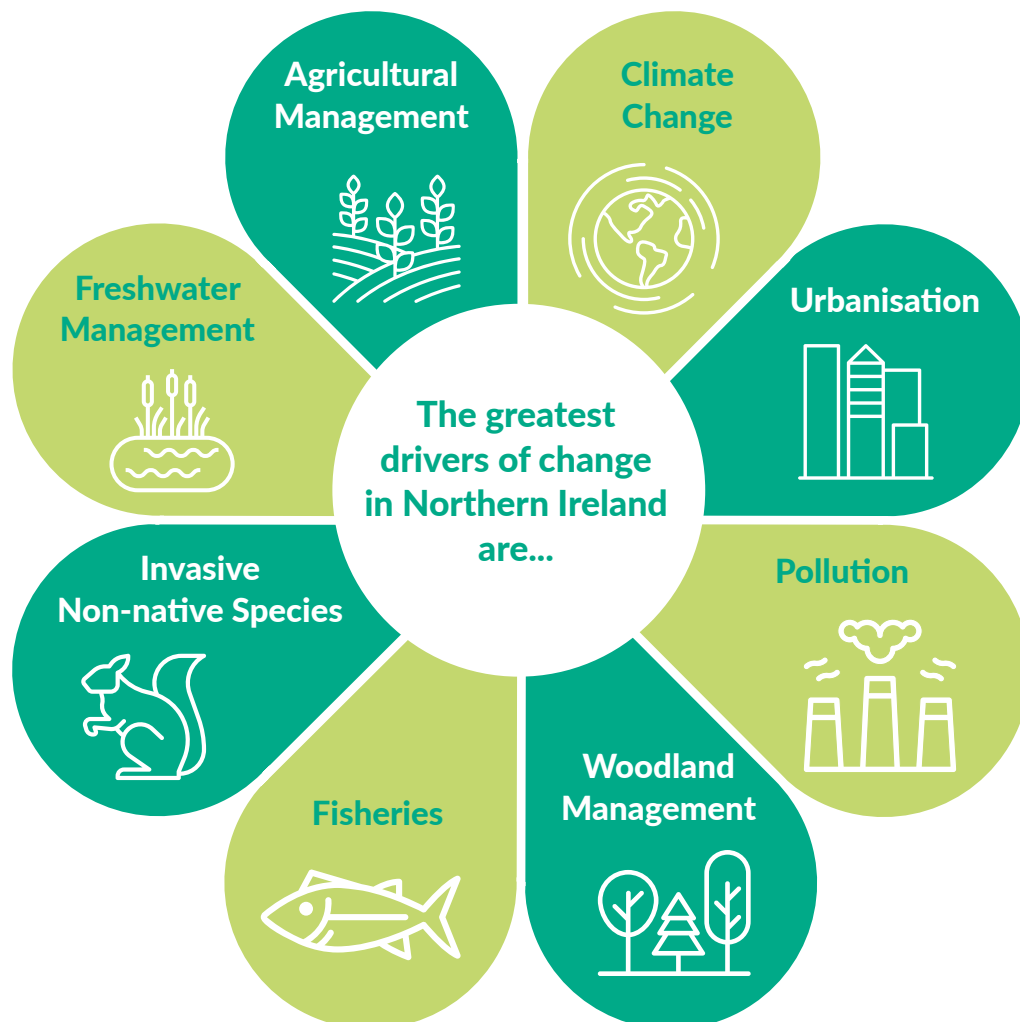 The greatest
drivers of change
in Northern Ireland
are...
Agricultural
Management
Climate
Change
Urbanisation
Pollution
Woodland
Management
Fisheries
Invasive
Non-native Species
Freshwater
Management